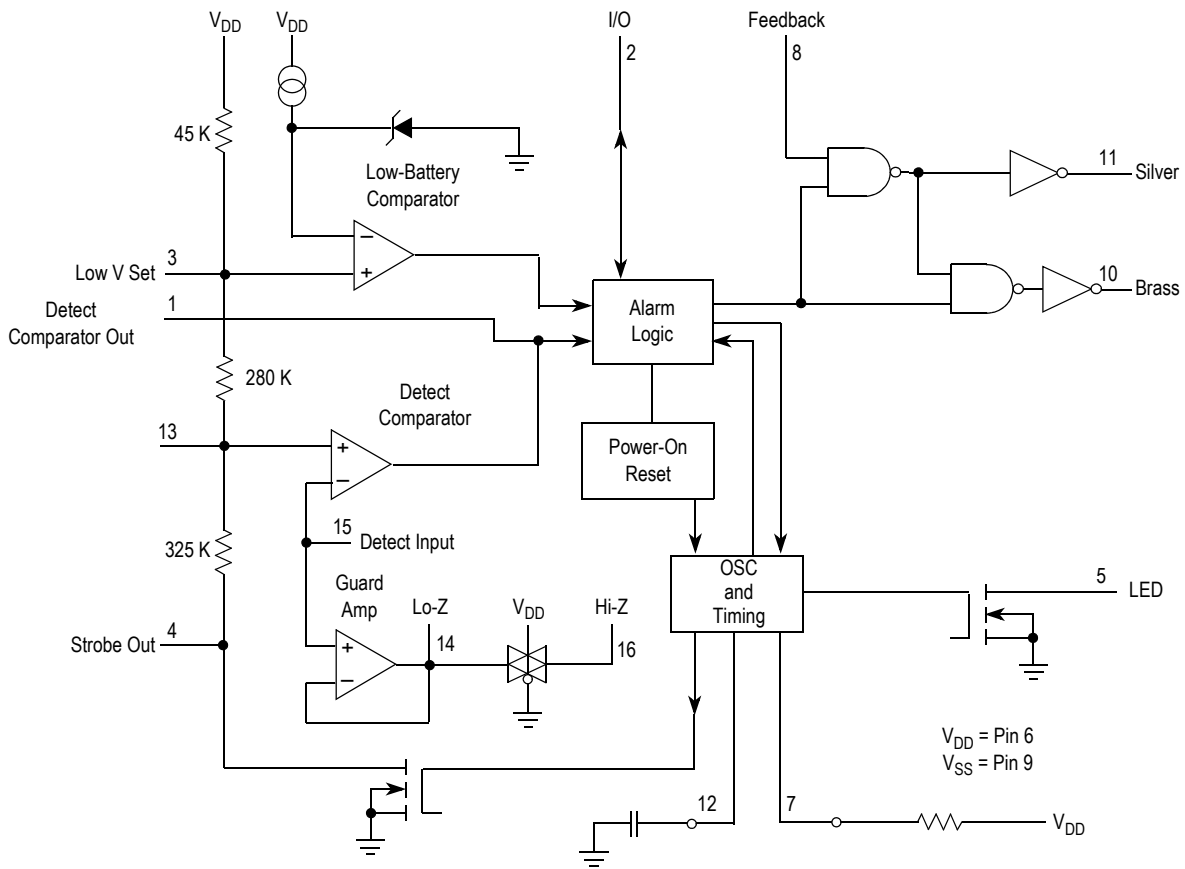 VDD
VDD
I/O
2
Feedback
8
45 K
Low-Battery
Comparator
11
Silver
−
+
3
Low V Set
10
Brass
1
Detect
Comparator Out
Alarm
Logic
280 K
Detect
Comparator
13
+
−
Power-On
Reset
15
Detect Input
325 K
OSC
and
Timing
5
LED
Guard
Amp
Lo-Z
14
VDD
Hi-Z
16
4
Strobe Out
+
−
VDD = Pin 6
VSS = Pin 9
12
7
VDD